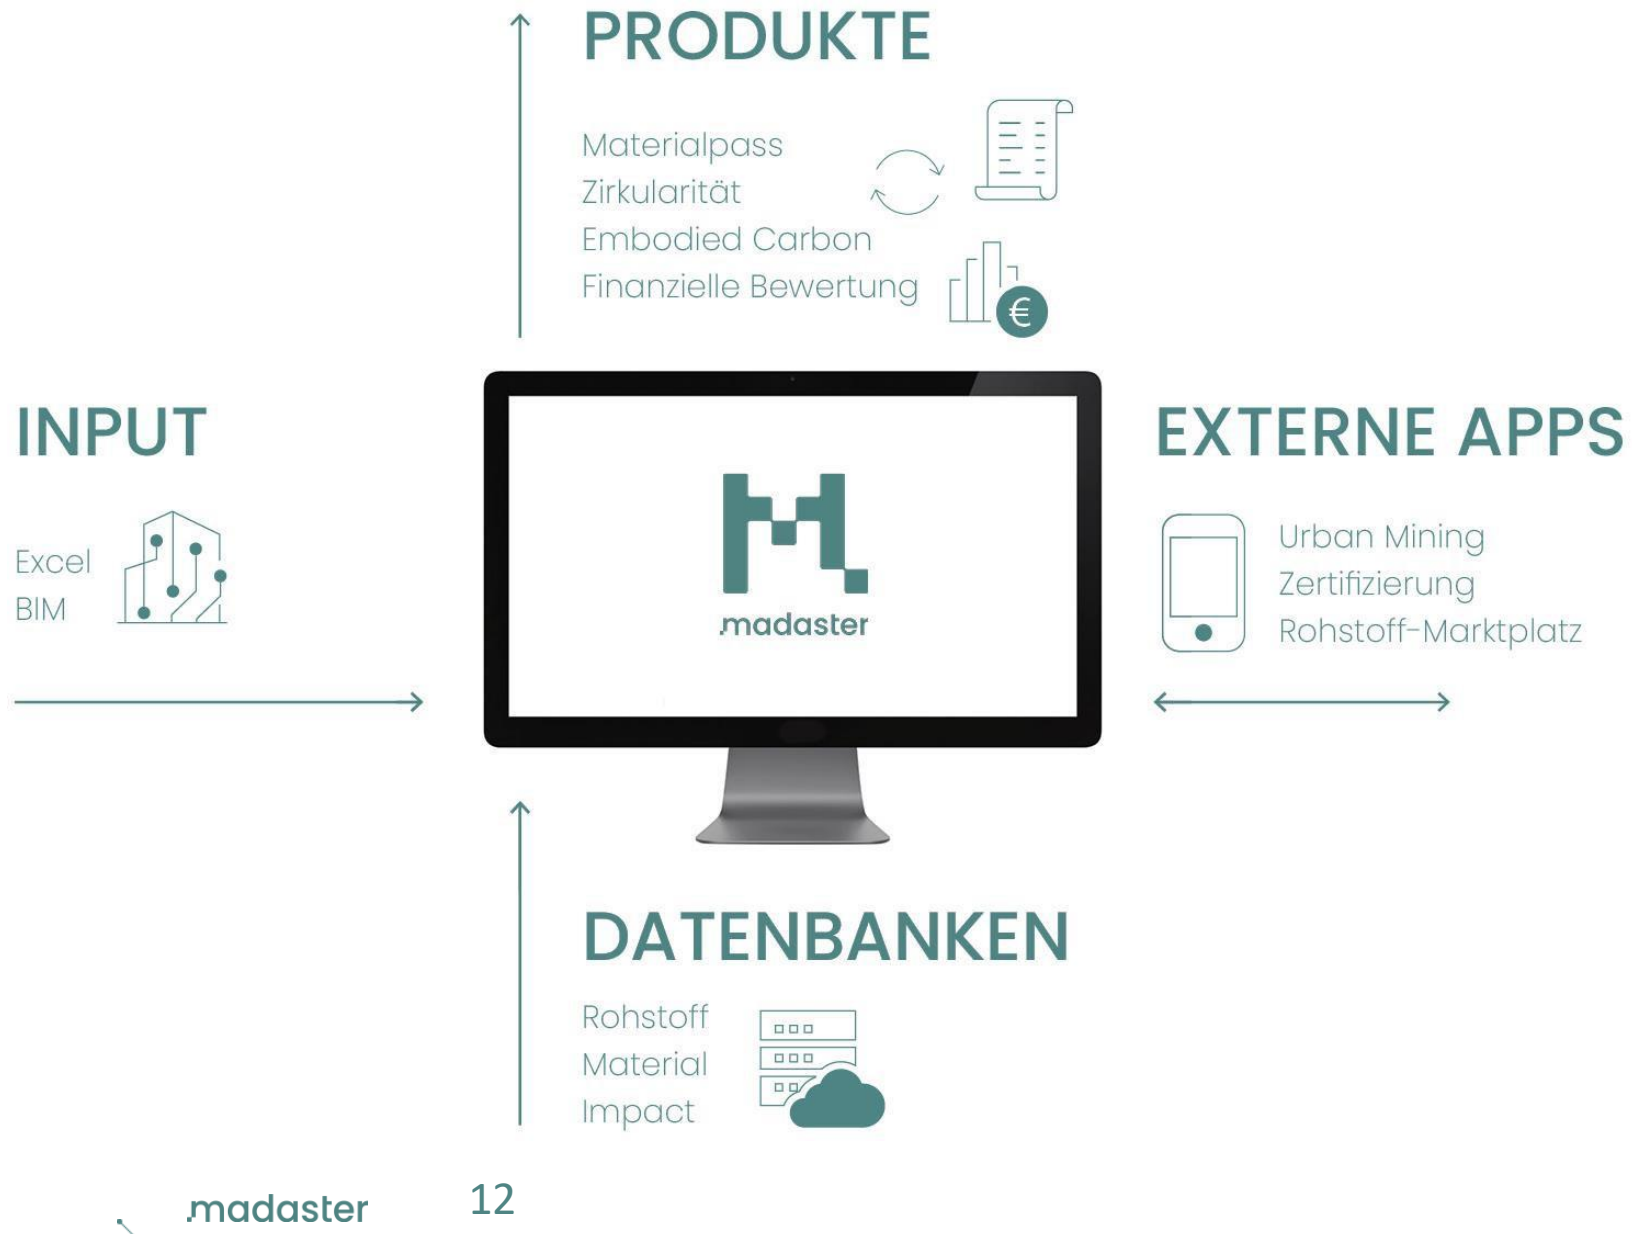 PRODUKTE
Materialpass
Zirkularität
Embodied Carbon
Finanzielle Bewertung
€
INPUT
Excel
BIM
.madaster
EXTERNE APPS
Urban Mining
Zertifizierung
Rohstoff-Marktplatz
DATENBANKEN
Rohstoff
Material
Impact
.madaster
12